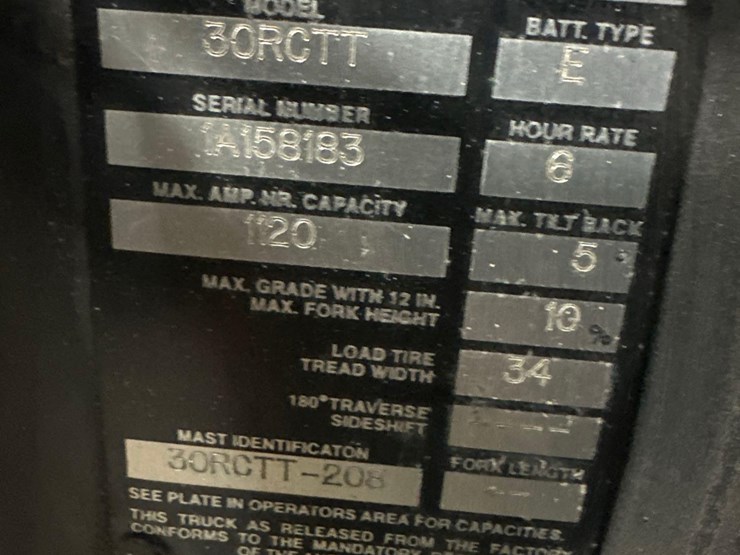 MODEL
30RCTT
BATT. TYPE
E
SERIAL NUMBER
1A158183
HOUR RATE
6
MAX. AMP. HR. CAPACITY
1120
MAX. TILT BACK
5°
MAX. GRADE WITH 12 IN.
MAX. FORK HEIGHT
10 %
LOAD TIRE
TREAD WIDTH
34
180° TRAVERSE
SIDESHIFT
----
MAST IDENTIFICATON
30RCTT-208
FORK LENGTH
SEE PLATE IN OPERATORS AREA FOR CAPACITIES.
THIS TRUCK AS RELEASED FROM THE FACTORY
CONFORMS TO THE MANDATORY
OF THE